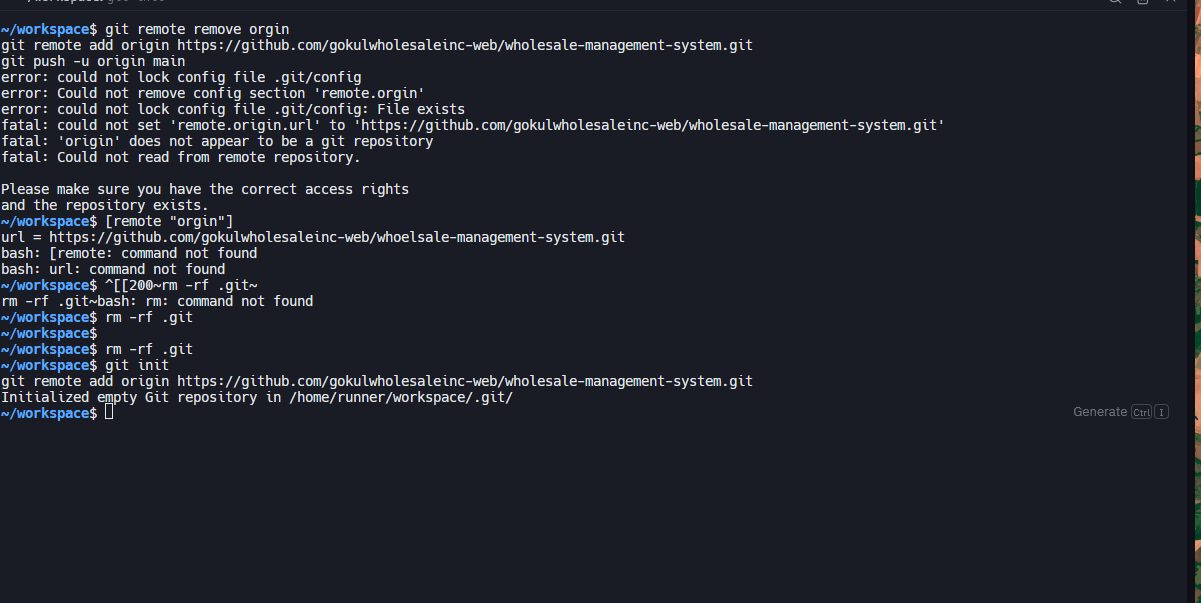 ~/workspace$ git remote remove orgin
git remote add origin https://github.com/gokulwholesaleinc-web/wholesale-management-system.git
git push -u origin main
error: could not lock config file .git/config
error: Could not remove config section 'remote.orgin'
error: could not lock config file .git/config: File exists
fatal: could not set 'remote.origin.url' to 'https://github.com/gokulwholesaleinc-web/wholesale-management-system.git'
fatal: 'origin' does not appear to be a git repository
fatal: Could not read from remote repository.
Please make sure you have the correct access rights
and the repository exists.
~/workspace$ [remote "orgin"]
url = https://github.com/gokulwholesaleinc-web/whoelsale-management-system.git
bash: [remote: command not found
bash: url: command not found
~/workspace$ ^[[200~rm -rf .git~
rm -rf .git~bash: rm: command not found
~/workspace$ rm -rf .git
~/workspace$
~/workspace$ rm -rf .git
~/workspace$ git init
git remote add origin https://github.com/gokulwholesaleinc-web/wholesale-management-system.git
Initialized empty Git repository in /home/runner/workspace/.git/
~/workspace$
Generate Ctrl I